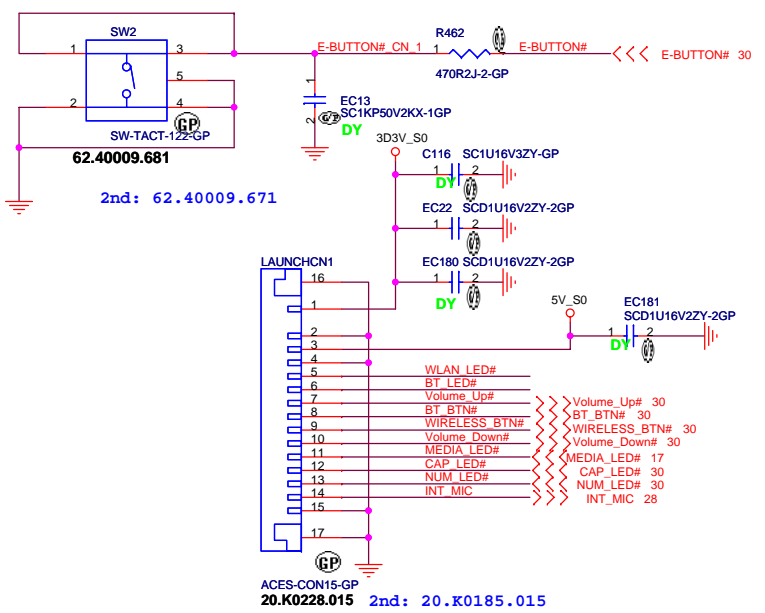 SW2
1
3
5
2
4
GP
SW-TACT-122-GP
62.40009.681
2nd: 62.40009.671
E-BUTTON#_CN_1
R462
1
2
E-BUTTON#
470R2J-2-GP
E-BUTTON# 30
1
2
EC13
SC1KP50V2KX-1GP
GP
DY
3D3V_S0
C116 SC1U16V3ZY-GP
1 2
DY
EC22 SCD1U16V2ZY-2GP
1 2
EC180 SCD1U16V2ZY-2GP
1 2
DY
5V_S0
EC181
SCD1U16V2ZY-2GP
1 2
DY
LAUNCHCN1
16
1
2
3
4
5 WLAN_LED#
6 BT_LED#
7 Volume_Up# Volume_Up# 30
8 BT_BTN# BT_BTN# 30
9 WIRELESS_BTN# WIRELESS_BTN# 30
10 Volume_Down# Volume_Down# 30
11 MEDIA_LED# MEDIA_LED# 17
12 CAP_LED# CAP_LED# 30
13 NUM_LED# NUM_LED# 30
14 INT_MIC INT_MIC 28
15
17
GP
ACES-CON15-GP
20.K0228.015
2nd: 20.K0185.015